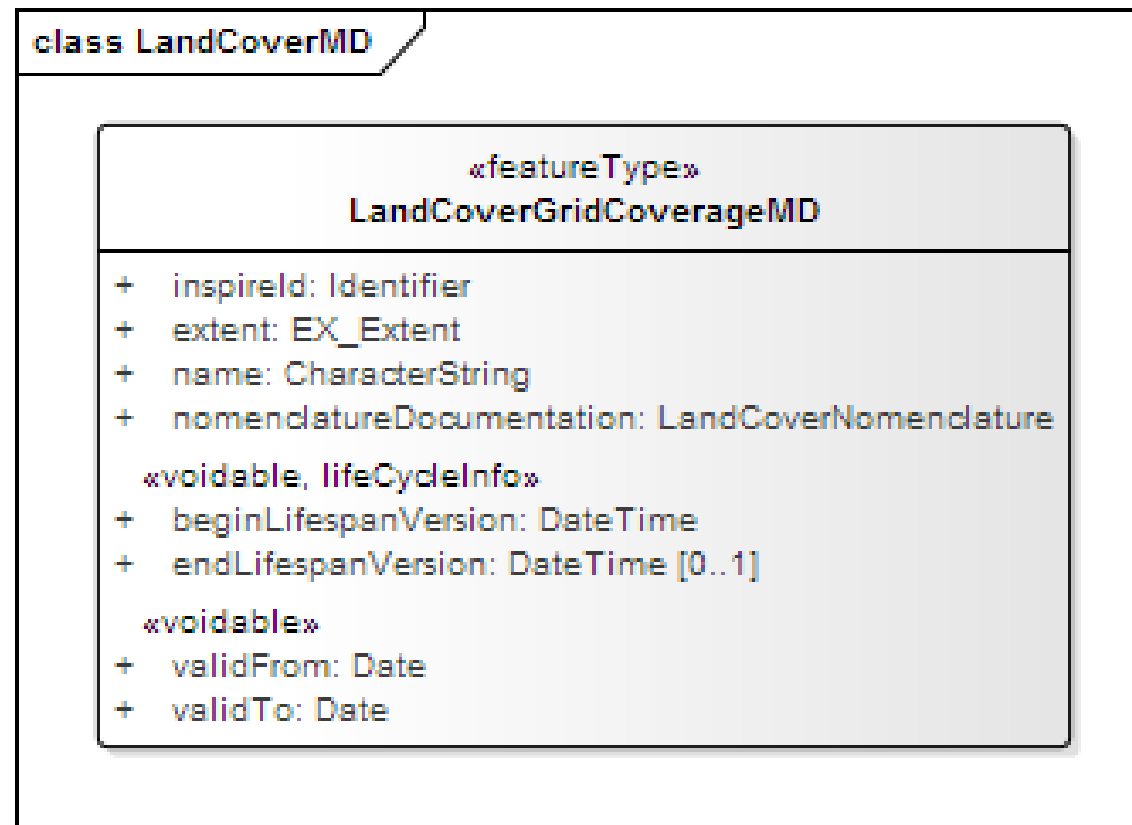 class LandCoverMD
«featureType»
LandCoverGridCoverageMD
+ inspireId: Identifier
+ extent: EX_Extent
+ name: CharacterString
+ nomenclatureDocumentation: LandCoverNomenclature
«voidable, lifeCycleInfo»
+ beginLifespanVersion: DateTime
+ endLifespanVersion: DateTime [0..1]
«voidable»
+ validFrom: Date
+ validTo: Date